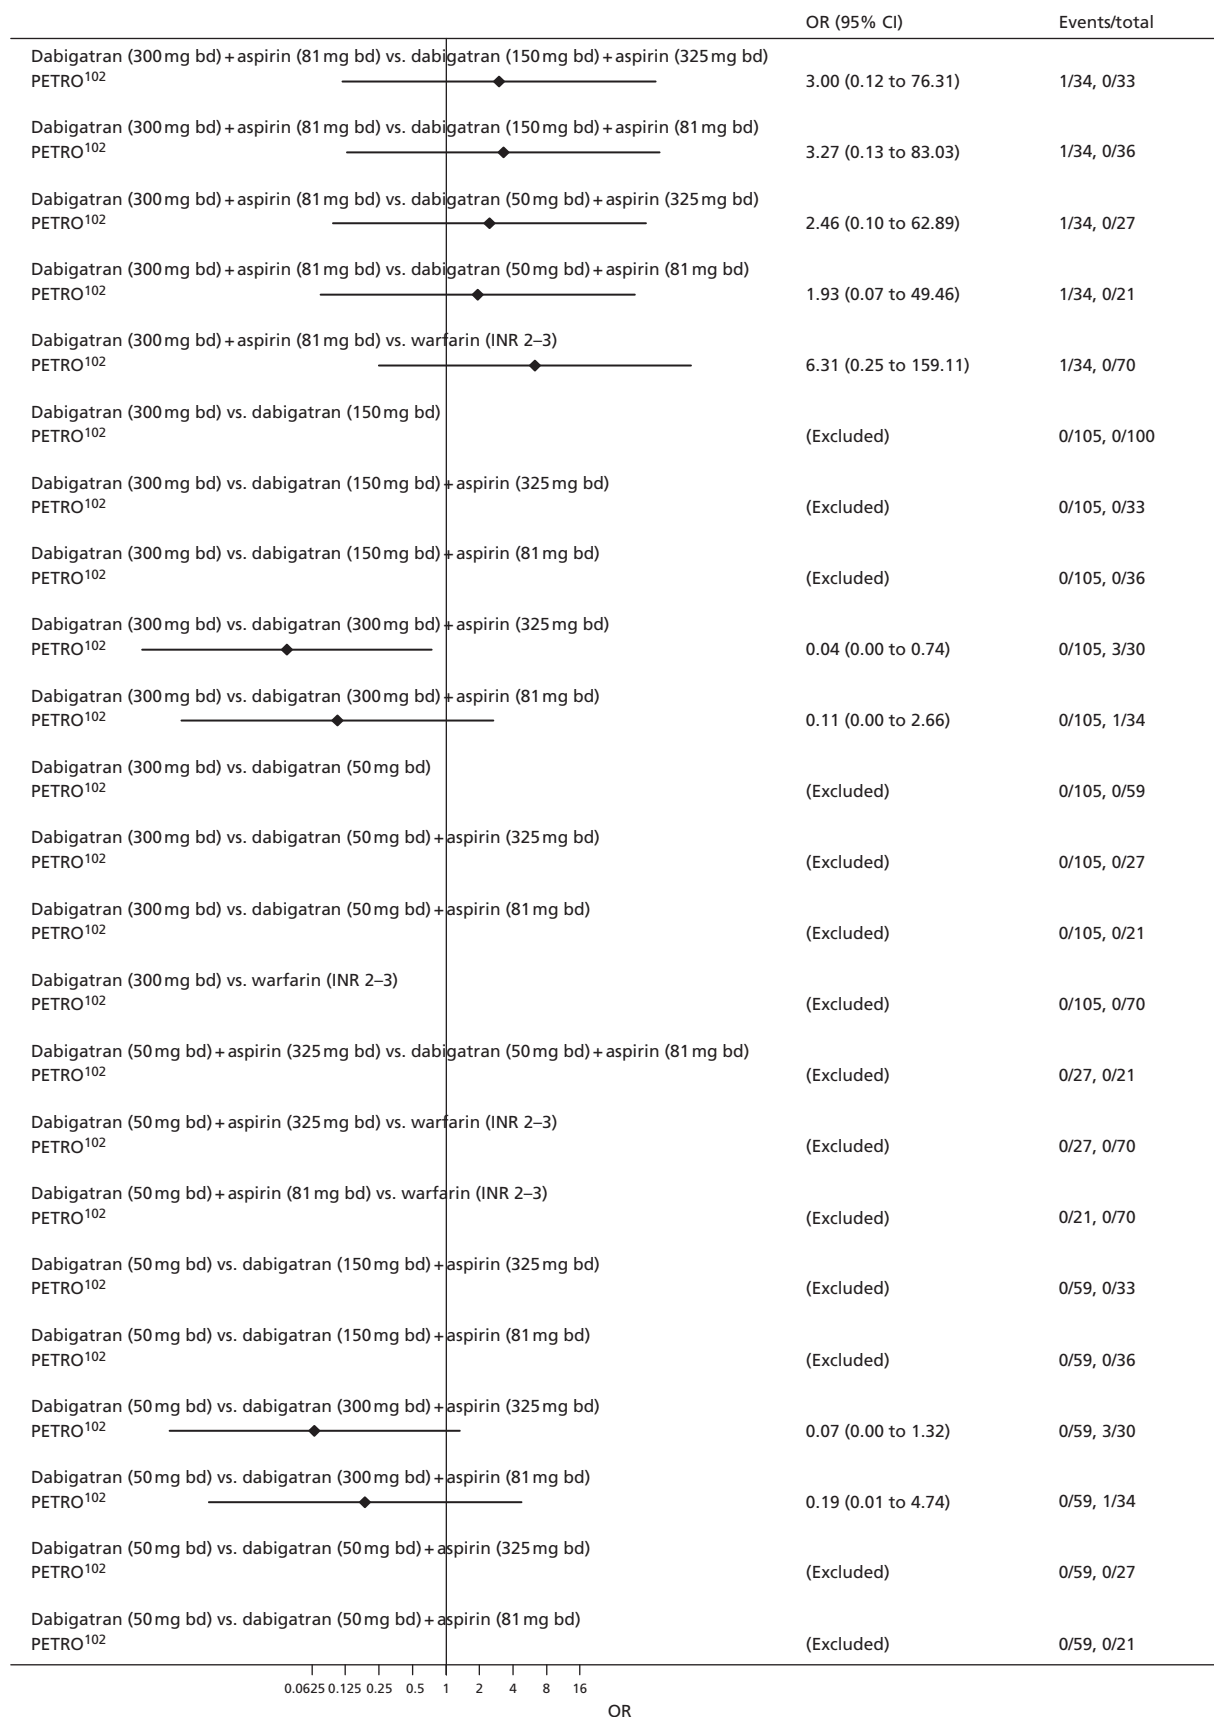 OR (95% CI) Events/total
Dabigatran (300 mg bd) + aspirin (81 mg bd) vs. dabigatran (150 mg bd) + aspirin (325 mg bd)
PETRO102 3.00 (0.12 to 76.31) 1/34, 0/33
Dabigatran (300 mg bd) + aspirin (81 mg bd) vs. dabigatran (150 mg bd) + aspirin (81 mg bd)
PETRO102 3.27 (0.13 to 83.03) 1/34, 0/36
Dabigatran (300 mg bd) + aspirin (81 mg bd) vs. dabigatran (50 mg bd) + aspirin (325 mg bd)
PETRO102 2.46 (0.10 to 62.89) 1/34, 0/27
Dabigatran (300 mg bd) + aspirin (81 mg bd) vs. dabigatran (50 mg bd) + aspirin (81 mg bd)
PETRO102 1.93 (0.07 to 49.46) 1/34, 0/21
Dabigatran (300 mg bd) + aspirin (81 mg bd) vs. warfarin (INR 2–3)
PETRO102 6.31 (0.25 to 159.11) 1/34, 0/70
Dabigatran (300 mg bd) vs. dabigatran (150 mg bd)
PETRO102 (Excluded) 0/105, 0/100
Dabigatran (300 mg bd) vs. dabigatran (150 mg bd) + aspirin (325 mg bd)
PETRO102 (Excluded) 0/105, 0/33
Dabigatran (300 mg bd) vs. dabigatran (150 mg bd) + aspirin (81 mg bd)
PETRO102 (Excluded) 0/105, 0/36
Dabigatran (300 mg bd) vs. dabigatran (300 mg bd) + aspirin (325 mg bd)
PETRO102 0.04 (0.00 to 0.74) 0/105, 3/30
Dabigatran (300 mg bd) vs. dabigatran (300 mg bd) + aspirin (81 mg bd)
PETRO102 0.11 (0.00 to 2.66) 0/105, 1/34
Dabigatran (300 mg bd) vs. dabigatran (50 mg bd)
PETRO102 (Excluded) 0/105, 0/59
Dabigatran (300 mg bd) vs. dabigatran (50 mg bd) + aspirin (325 mg bd)
PETRO102 (Excluded) 0/105, 0/27
Dabigatran (300 mg bd) vs. dabigatran (50 mg bd) + aspirin (81 mg bd)
PETRO102 (Excluded) 0/105, 0/21
Dabigatran (300 mg bd) vs. warfarin (INR 2–3)
PETRO102 (Excluded) 0/105, 0/70
Dabigatran (50 mg bd) + aspirin (325 mg bd) vs. dabigatran (50 mg bd) + aspirin (81 mg bd)
PETRO102 (Excluded) 0/27, 0/21
Dabigatran (50 mg bd) + aspirin (325 mg bd) vs. warfarin (INR 2–3)
PETRO102 (Excluded) 0/27, 0/70
Dabigatran (50 mg bd) + aspirin (81 mg bd) vs. warfarin (INR 2–3)
PETRO102 (Excluded) 0/21, 0/70
Dabigatran (50 mg bd) vs. dabigatran (150 mg bd) + aspirin (325 mg bd)
PETRO102 (Excluded) 0/59, 0/33
Dabigatran (50 mg bd) vs. dabigatran (150 mg bd) + aspirin (81 mg bd)
PETRO102 (Excluded) 0/59, 0/36
Dabigatran (50 mg bd) vs. dabigatran (300 mg bd) + aspirin (325 mg bd)
PETRO102 0.07 (0.00 to 1.32) 0/59, 3/30
Dabigatran (50 mg bd) vs. dabigatran (300 mg bd) + aspirin (81 mg bd)
PETRO102 0.19 (0.01 to 4.74) 0/59, 1/34
Dabigatran (50 mg bd) vs. dabigatran (50 mg bd) + aspirin (325 mg bd)
PETRO102 (Excluded) 0/59, 0/27
Dabigatran (50 mg bd) vs. dabigatran (50 mg bd) + aspirin (81 mg bd)
PETRO102 (Excluded) 0/59, 0/21
0.0625 0.125 0.25 0.5 1 2 4 8 16
OR